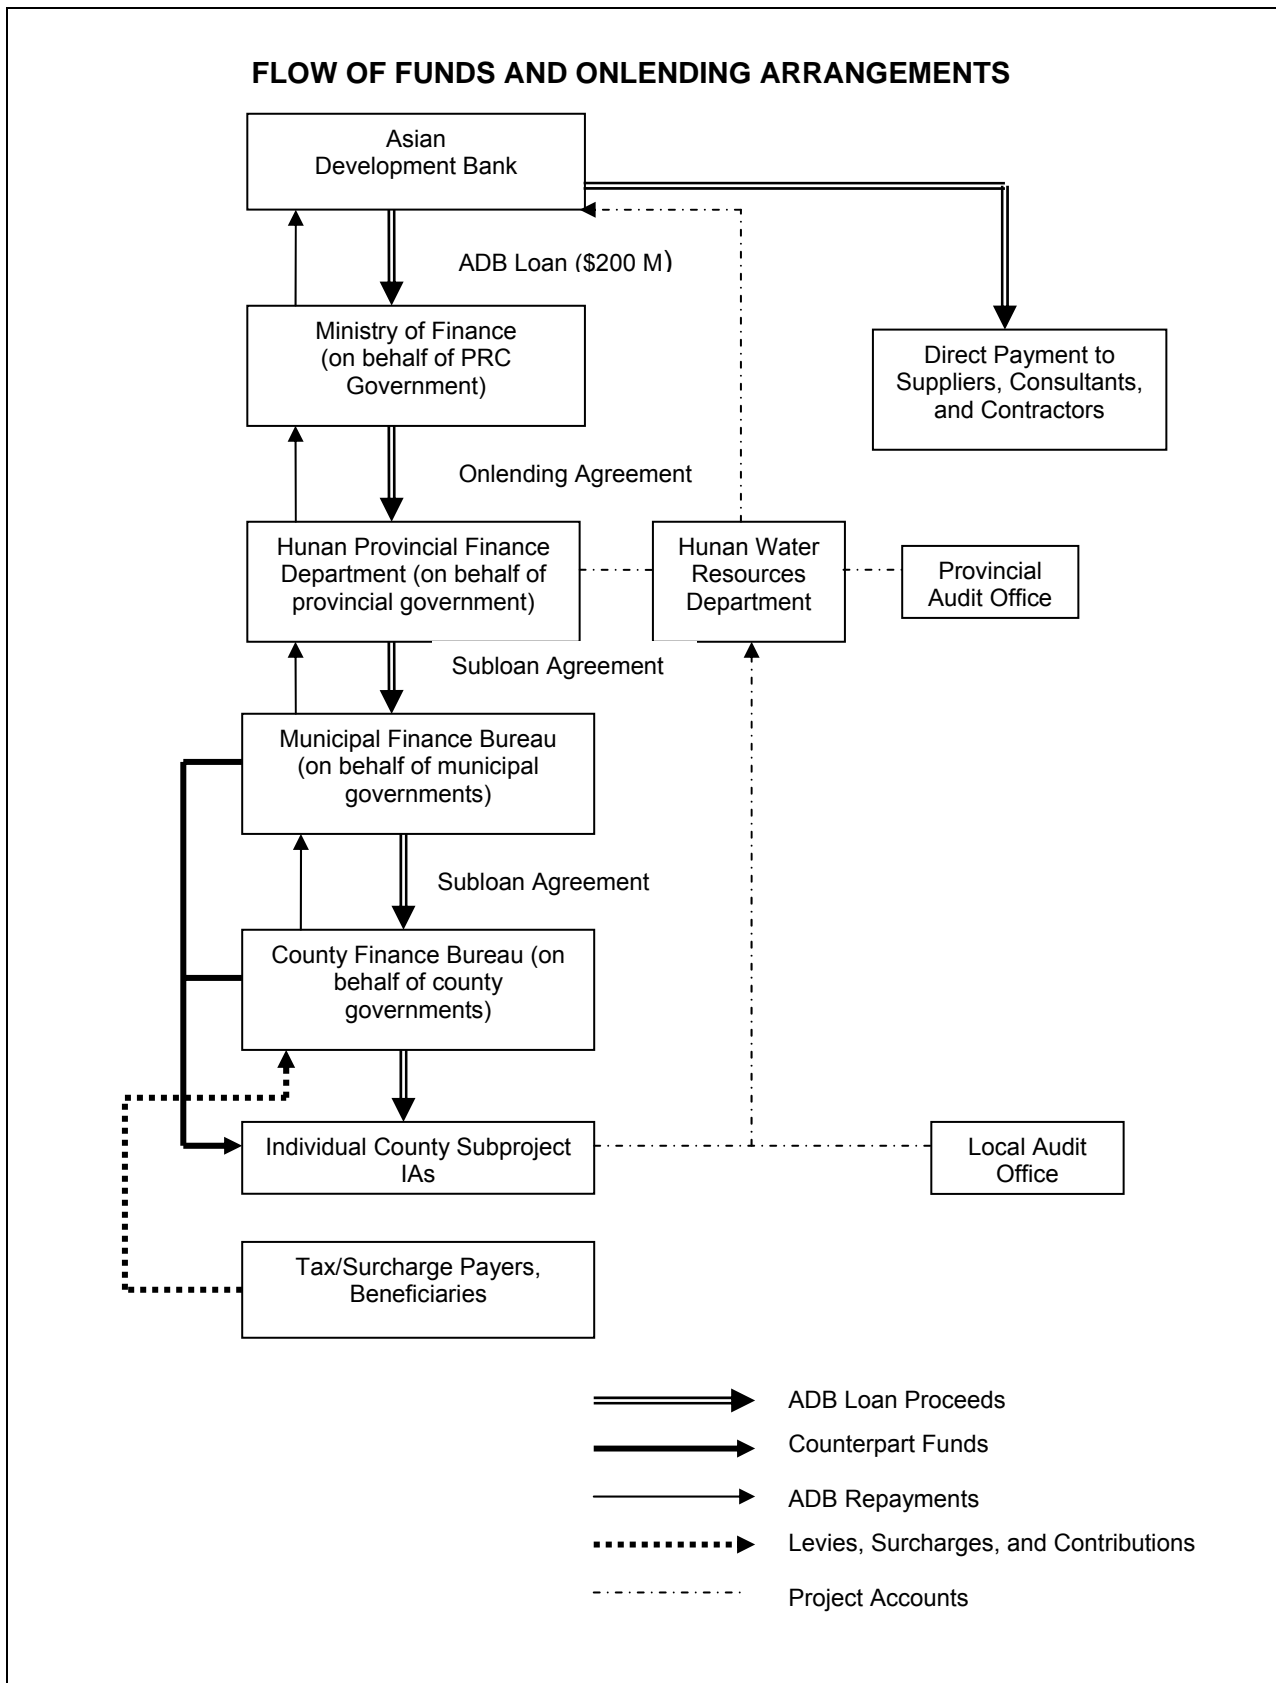 FLOW OF FUNDS AND ONLENDING ARRANGEMENTS
Asian
Development Bank
ADB Loan ($200 M)
Ministry of Finance
(on behalf of PRC
Government)
Direct Payment to
Suppliers, Consultants,
and Contractors
Onlending Agreement
Hunan Provincial Finance
Department (on behalf of
provincial government)
Hunan Water
Resources
Department
Provincial
Audit Office
Subloan Agreement
Municipal Finance Bureau
(on behalf of municipal
governments)
Subloan Agreement
County Finance Bureau (on
behalf of county
governments)
Individual County Subproject
IAs
Local Audit
Office
Tax/Surcharge Payers,
Beneficiaries
ADB Loan Proceeds
Counterpart Funds
ADB Repayments
Levies, Surcharges, and Contributions
Project Accounts